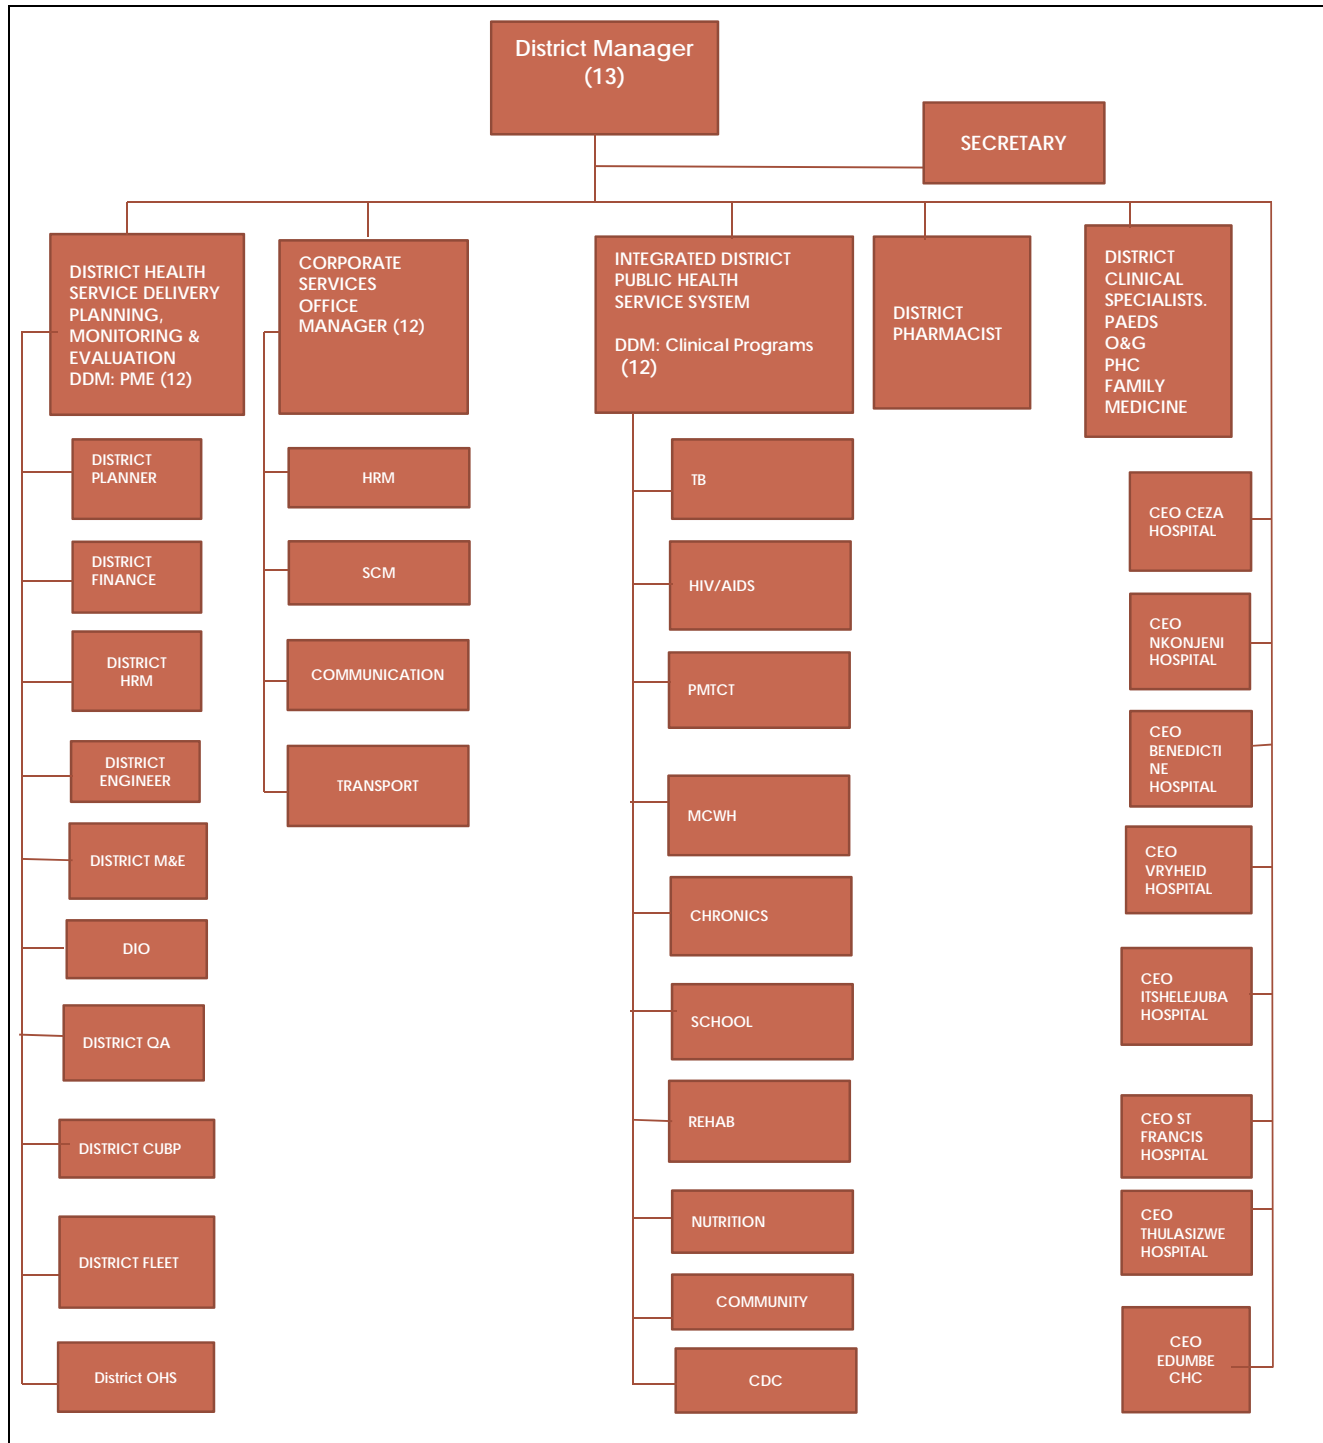 District Manager
(13)
SECRETARY
DISTRICT HEALTH
SERVICE DELIVERY
PLANNING,
MONITORING &
EVALUATION
DDM: PME (12)
CORPORATE
SERVICES
OFFICE
MANAGER (12)
INTEGRATED DISTRICT
PUBLIC HEALTH
SERVICE SYSTEM
DDM: Clinical Programs
(12)
DISTRICT
PHARMACIST
DISTRICT
CLINICAL
SPECIALISTS.
PAEDS
O&G
PHC
FAMILY
MEDICINE
DISTRICT
PLANNER
DISTRICT
FINANCE
DISTRICT
HRM
DISTRICT
ENGINEER
DISTRICT M&E
DIO
DISTRICT QA
DISTRICT CUBP
DISTRICT FLEET
District OHS
HRM
SCM
COMMUNICATION
TRANSPORT
TB
HIV/AIDS
PMTCT
MCWH
CHRONICS
SCHOOL
REHAB
NUTRITION
COMMUNITY
CDC
CEO CEZA
HOSPITAL
CEO
NKONJENI
HOSPITAL
CEO
BENEDICTI
NE
HOSPITAL
CEO
VRYHEID
HOSPITAL
CEO
ITSHELEJUBA
HOSPITAL
CEO ST
FRANCIS
HOSPITAL
CEO
THULASIZWE
HOSPITAL
CEO
EDUMBE
CHC